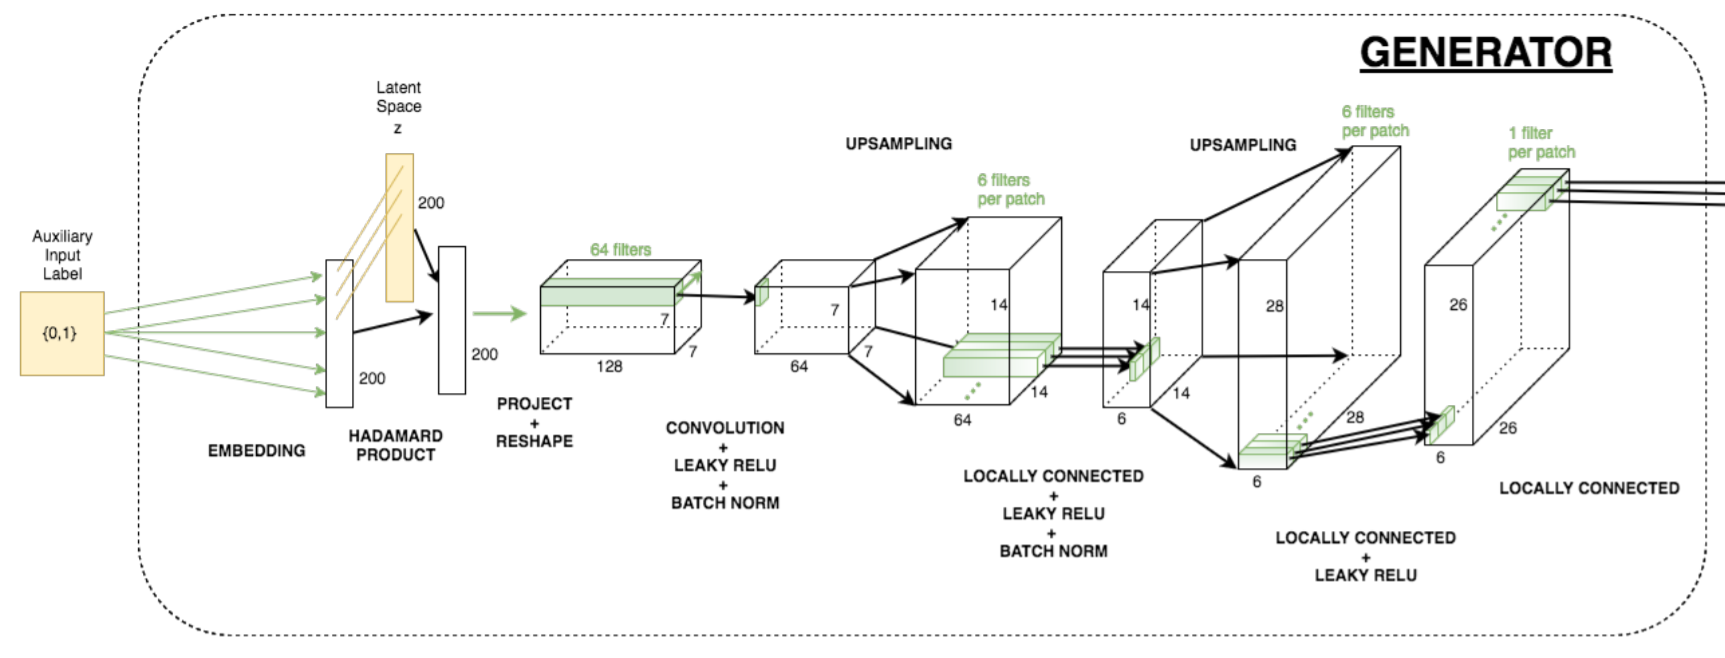 GENERATOR
Latent
Space
z
200
Auxiliary
Input
Label
{0,1}
200
200
EMBEDDING
HADAMARD
PRODUCT
PROJECT
+
RESHAPE
64 filters
7
7
128
CONVOLUTION
+
LEAKY RELU
+
BATCH NORM
7
7
64
UPSAMPLING
6 filters
per patch
14
14
64
LOCALLY CONNECTED
+
LEAKY RELU
+
BATCH NORM
14
14
6
UPSAMPLING
6 filters
per patch
28
28
6
LOCALLY CONNECTED
+
LEAKY RELU
1 filter
per patch
26
26
6
LOCALLY CONNECTED